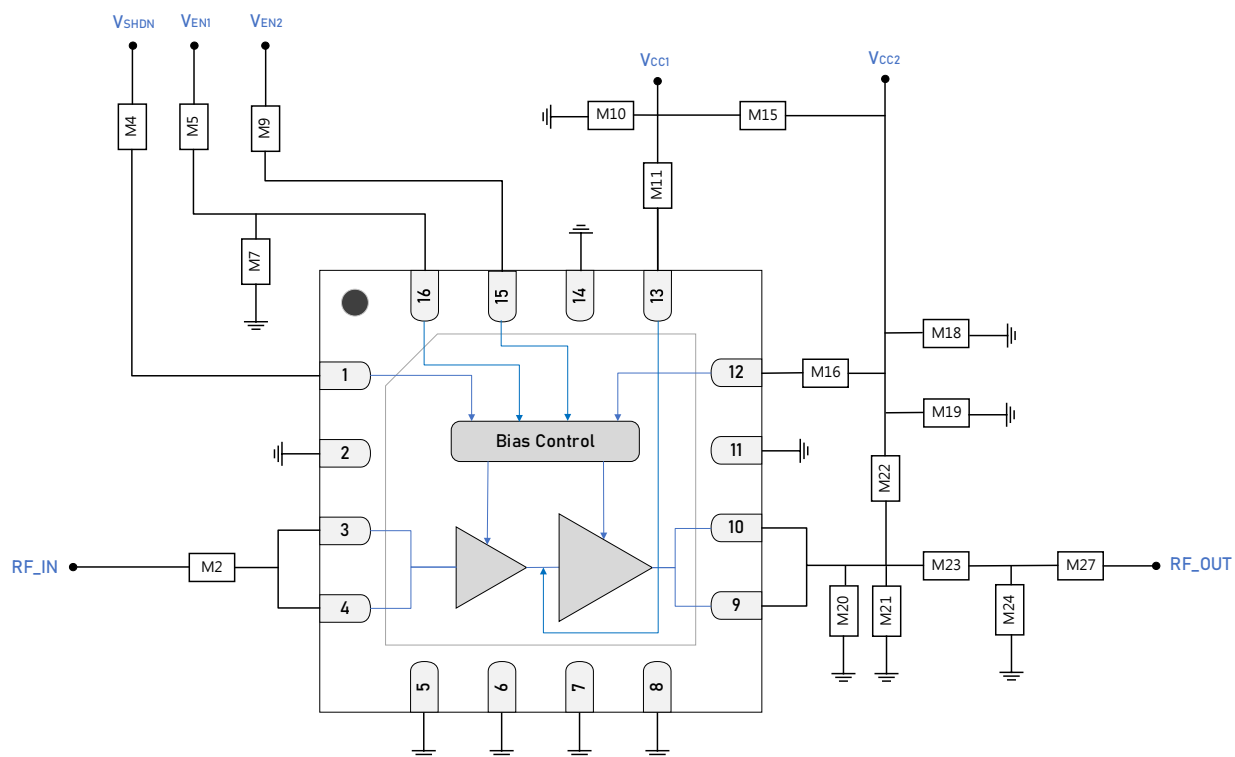 VSHDN
VEN1
VEN2
VCC1
VCC2
M4
M5
M9
M10
M15
M11
M7
16
15
14
13
M18
1
12
M16
M19
Bias Control
2
11
M22
3
10
RF_IN
M2
M23
M27
RF_OUT
4
9
M20
M21
M24
5
6
7
8